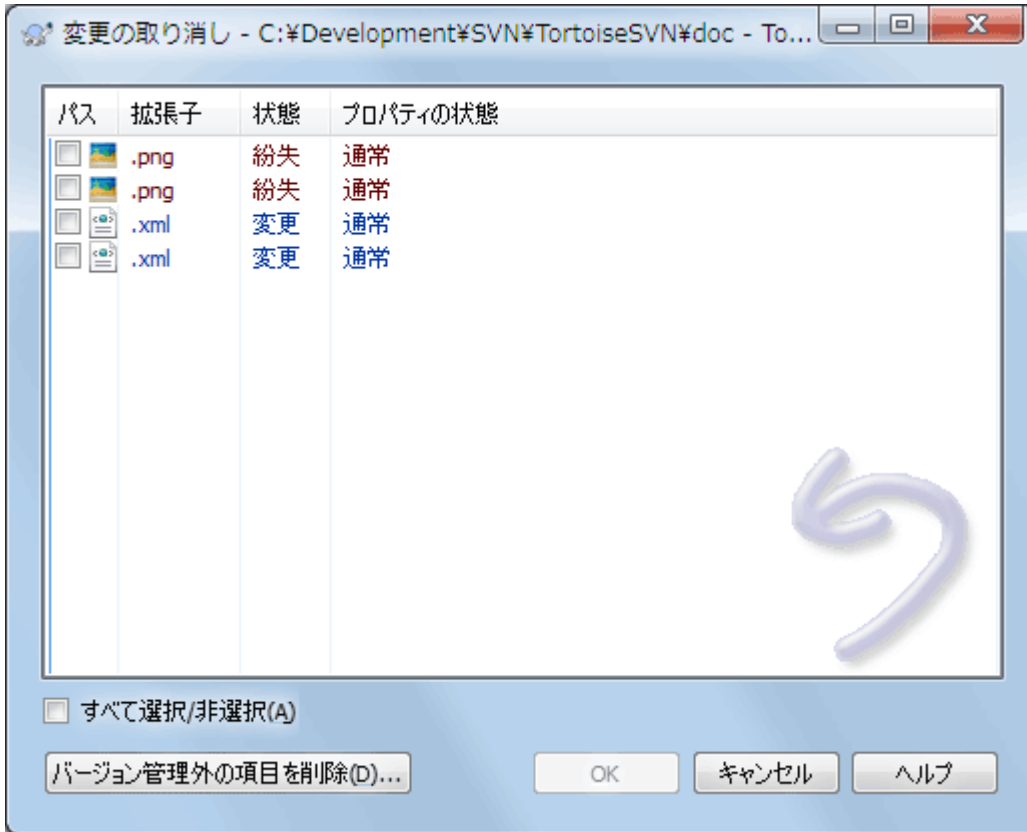 変更の取り消し - C:¥Development¥SVN¥TortoiseSVN¥doc - To...
パス 拡張子 状態 プロパティの状態
.png 紛失 通常
.png 紛失 通常
.xml 変更 通常
.xml 変更 通常
すべて選択/非選択(A)
バージョン管理外の項目を削除(D)... OK キャンセル ヘルプ